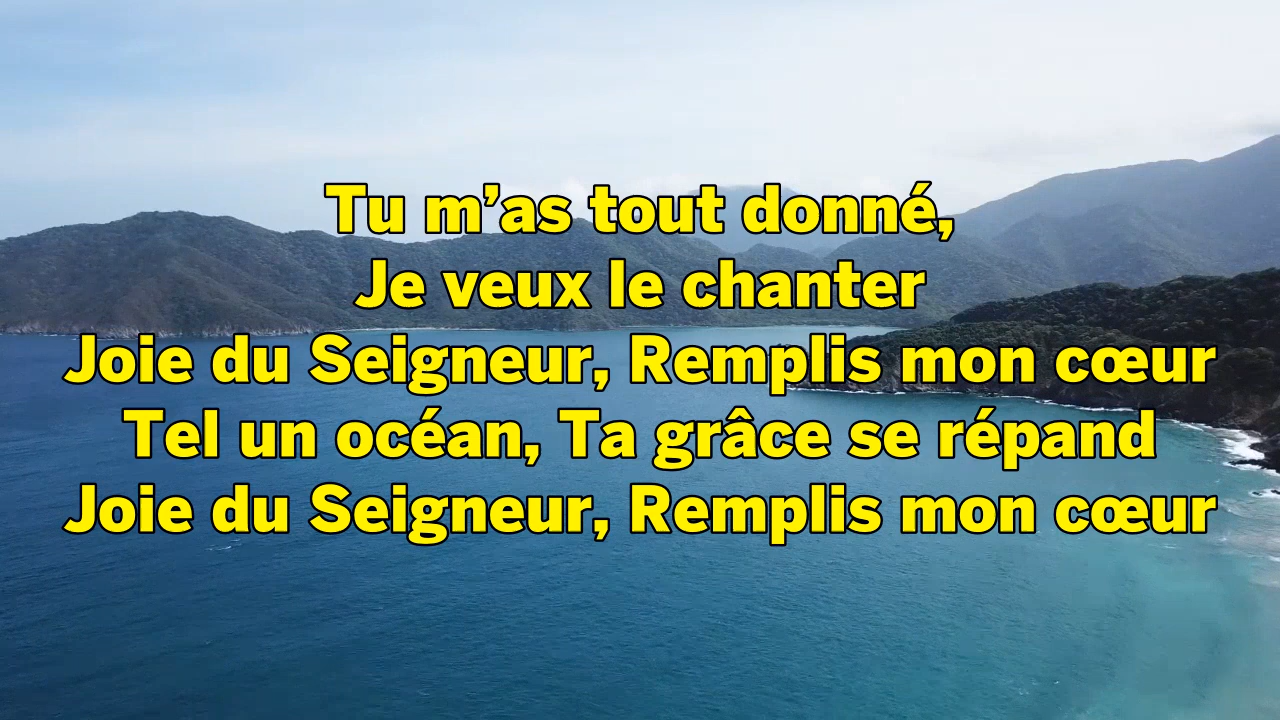 Tu m’as tout donné,
Je veux le chanter
Joie du Seigneur, Remplis mon cœur
Tel un océan, Ta grâce se répand
Joie du Seigneur, Remplis mon cœur